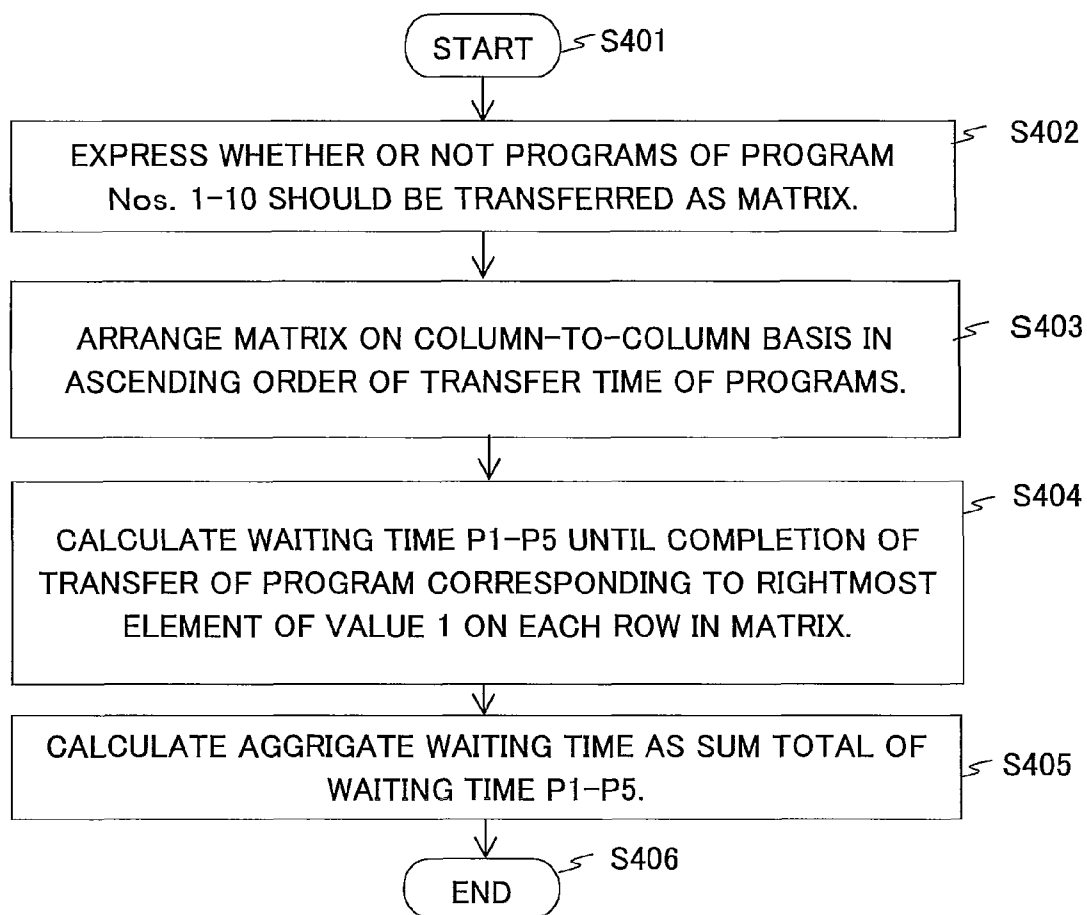 START
S401
S402
EXPRESS WHETHER OR NOT PROGRAMS OF PROGRAM
Nos. 1-10 SHOULD BE TRANSFERRED AS MATRIX.
S403
ARRANGE MATRIX ON COLUMN-TO-COLUMN BASIS IN
ASCENDING ORDER OF TRANSFER TIME OF PROGRAMS.
S404
CALCULATE WAITING TIME P1-P5 UNTIL COMPLETION OF
TRANSFER OF PROGRAM CORRESPONDING TO RIGHTMOST
ELEMENT OF VALUE 1 ON EACH ROW IN MATRIX.
CALCULATE AGGRIGATE WAITING TIME AS SUM TOTAL OF
WAITING TIME P1-P5.
S405
S406
END